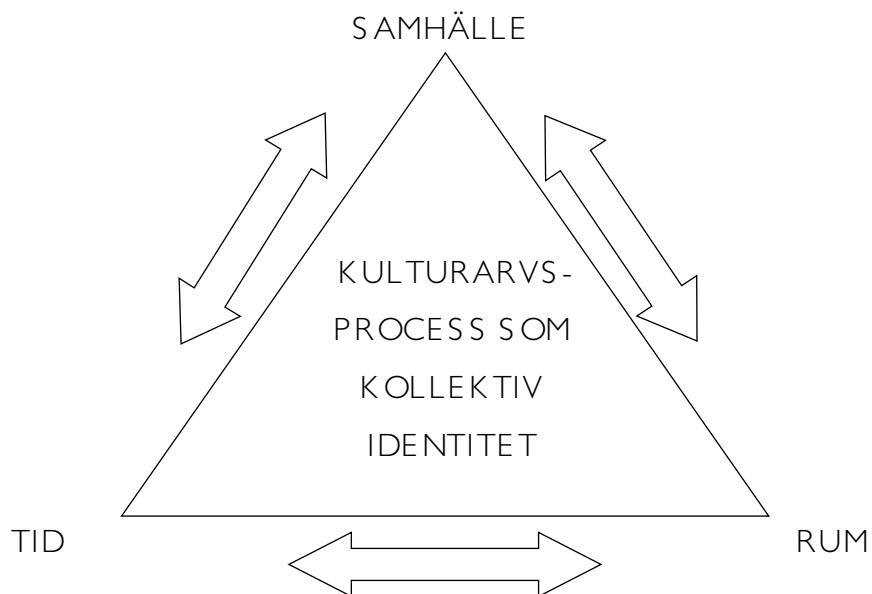 SAMHÄLLE
KULTURARVS-
PROCESS SOM
KOLLEKTIV
IDENTITET
TID
RUM